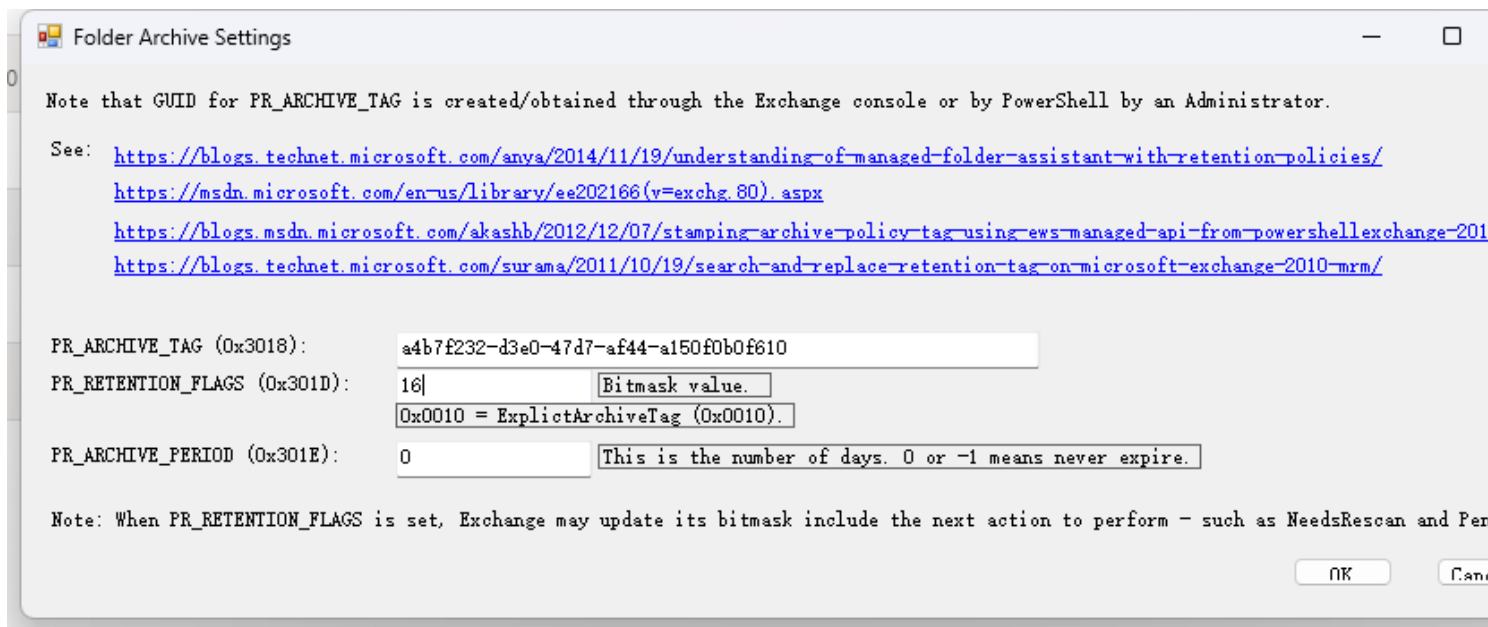 Folder Archive Settings
0
Note that GUID for PR_ARCHIVE_TAG is created/obtained through the Exchange console or by PowerShell by an Administrator.
See: https://blogs.technet.microsoft.com/anya/2014/11/19/understanding-of-managed-folder-assistant-with-retention-policies/
https://msdn.microsoft.com/en-us/library/ee202166(v=exchg.80).aspx
https://blogs.msdn.microsoft.com/akashb/2012/12/07/stamping-archive-policy-tag-using-ews-managed-api-from-powershellexchange-201
https://blogs.technet.microsoft.com/surama/2011/10/19/search-and-replace-retention-tag-on-microsoft-exchange-2010-mrm/
PR_ARCHIVE_TAG (0x3018): a4b7f232-d3e0-47d7-af44-a150f0b0f610
PR_RETENTION_FLAGS (0x301D): 16 Bitmask value.
0x0010 = ExplictArchiveTag (0x0010).
PR_ARCHIVE_PERIOD (0x301E): 0 This is the number of days. 0 or -1 means never expire.
Note: When PR_RETENTION_FLAGS is set, Exchange may update its bitmask include the next action to perform - such as NeedsRescan and Per
OK Canc